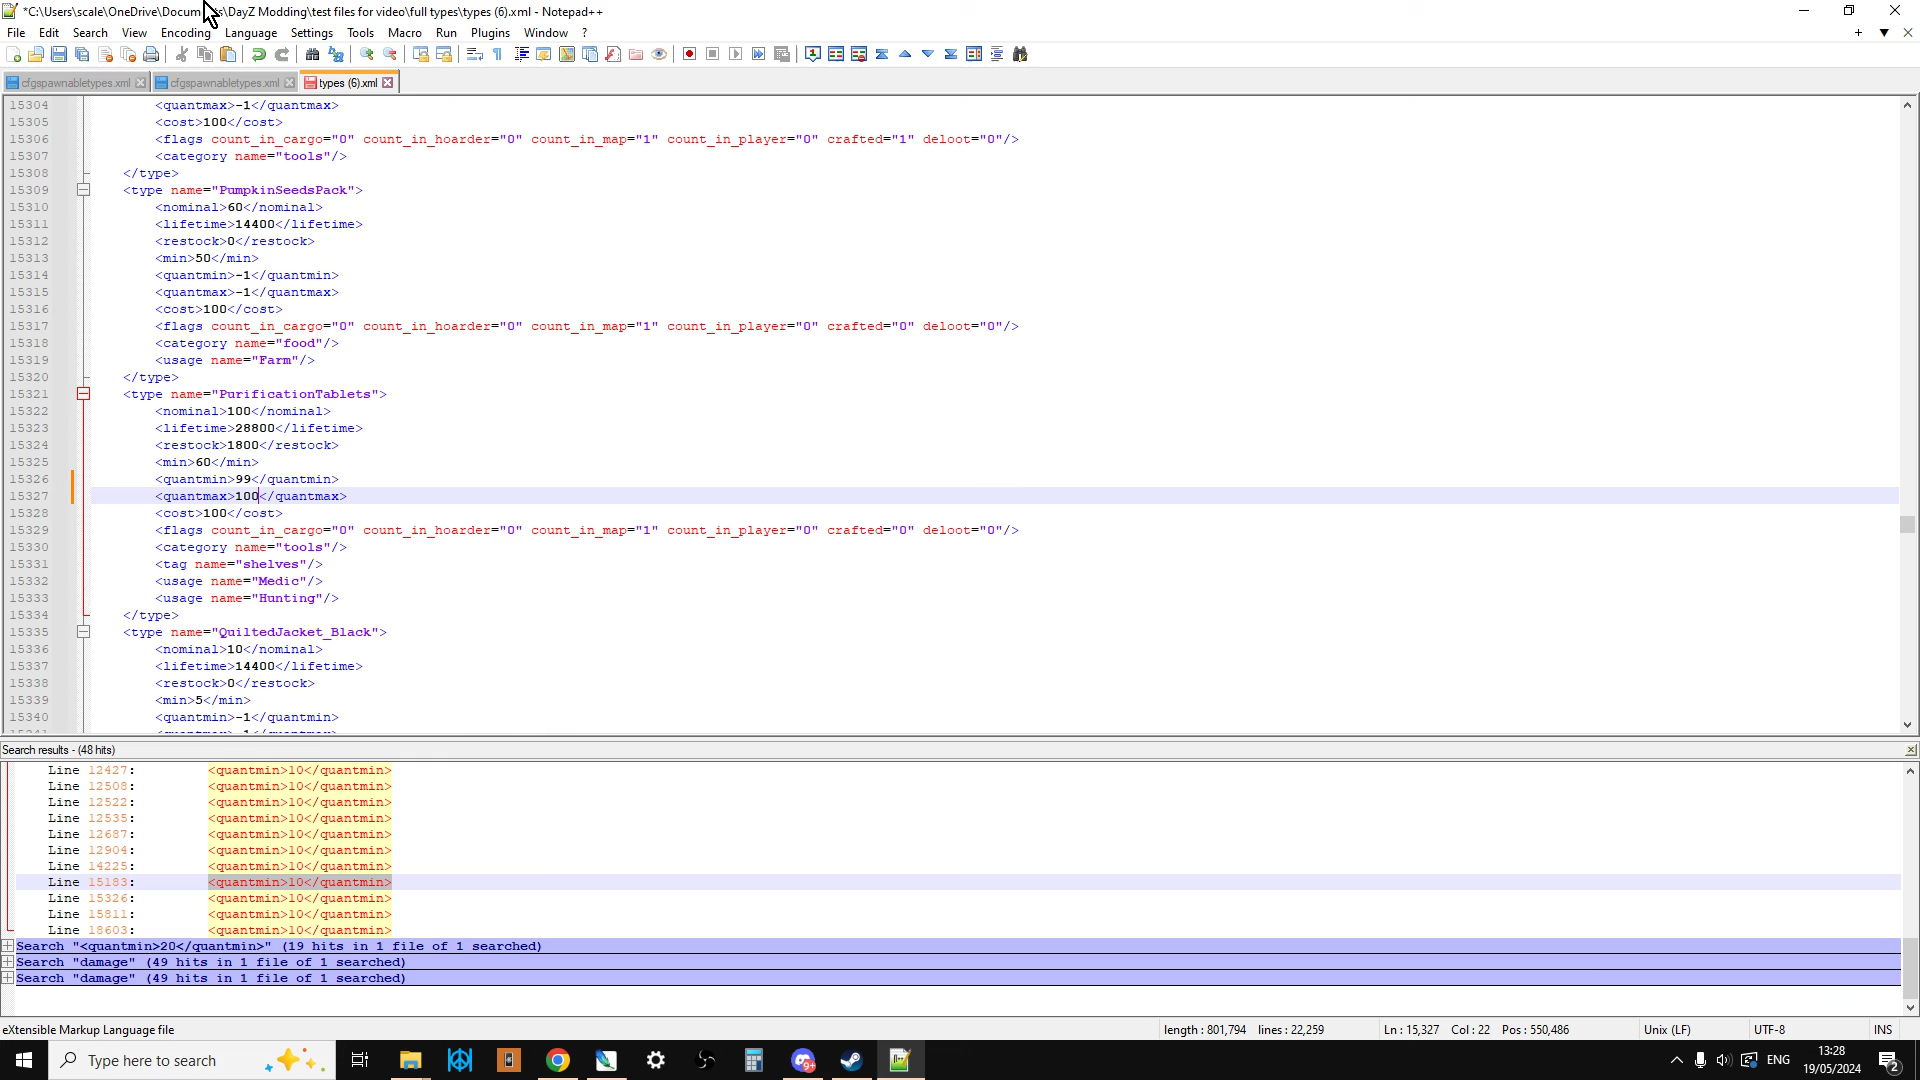 *C:\Users\scale\OneDrive\Docum ts\DayZ Modding\test files for video\full types\types (6).xml - Notepad++
File Edit Search View Encoding Language Settings Tools Macro Run Plugins Window ?
cfgspawnabletypes.xml cfgspawnabletypes.xml types (6).xml
15304 <quantmax>-1</quantmax>
15305 <cost>100</cost>
15306 <flags count_in_cargo="0" count_in_hoarder="0" count_in_map="1" count_in_player="0" crafted="1" deloot="0"/>
15307 <category name="tools"/>
15308 </type>
15309 <type name="PumpkinSeedsPack">
15310 <nominal>60</nominal>
15311 <lifetime>14400</lifetime>
15312 <restock>0</restock>
15313 <min>50</min>
15314 <quantmin>-1</quantmin>
15315 <quantmax>-1</quantmax>
15316 <cost>100</cost>
15317 <flags count_in_cargo="0" count_in_hoarder="0" count_in_map="1" count_in_player="0" crafted="0" deloot="0"/>
15318 <category name="food"/>
15319 <usage name="Farm"/>
15320 </type>
15321 <type name="PurificationTablets">
15322 <nominal>100</nominal>
15323 <lifetime>28800</lifetime>
15324 <restock>1800</restock>
15325 <min>60</min>
15326 <quantmin>99</quantmin>
15327 <quantmax>100</quantmax>
15328 <cost>100</cost>
15329 <flags count_in_cargo="0" count_in_hoarder="0" count_in_map="1" count_in_player="0" crafted="0" deloot="0"/>
15330 <category name="tools"/>
15331 <tag name="shelves"/>
15332 <usage name="Medic"/>
15333 <usage name="Hunting"/>
15334 </type>
15335 <type name="QuiltedJacket_Black">
15336 <nominal>10</nominal>
15337 <lifetime>14400</lifetime>
15338 <restock>0</restock>
15339 <min>5</min>
15340 <quantmin>-1</quantmin>
Search results - (48 hits)
Line 12427: <quantmin>10</quantmin>
Line 12508: <quantmin>10</quantmin>
Line 12522: <quantmin>10</quantmin>
Line 12535: <quantmin>10</quantmin>
Line 12687: <quantmin>10</quantmin>
Line 12904: <quantmin>10</quantmin>
Line 14225: <quantmin>10</quantmin>
Line 15183: <quantmin>10</quantmin>
Line 15326: <quantmin>10</quantmin>
Line 15811: <quantmin>10</quantmin>
Line 18603: <quantmin>10</quantmin>
Search "<quantmin>20</quantmin>" (19 hits in 1 file of 1 searched)
Search "damage" (49 hits in 1 file of 1 searched)
Search "damage" (49 hits in 1 file of 1 searched)
eXtensible Markup Language file length : 801,794 lines : 22,259 Ln : 15,327 Col : 22 Pos : 550,486 Unix (LF) UTF-8 INS
Type here to search 9+ ENG 13:28
19/05/2024 2